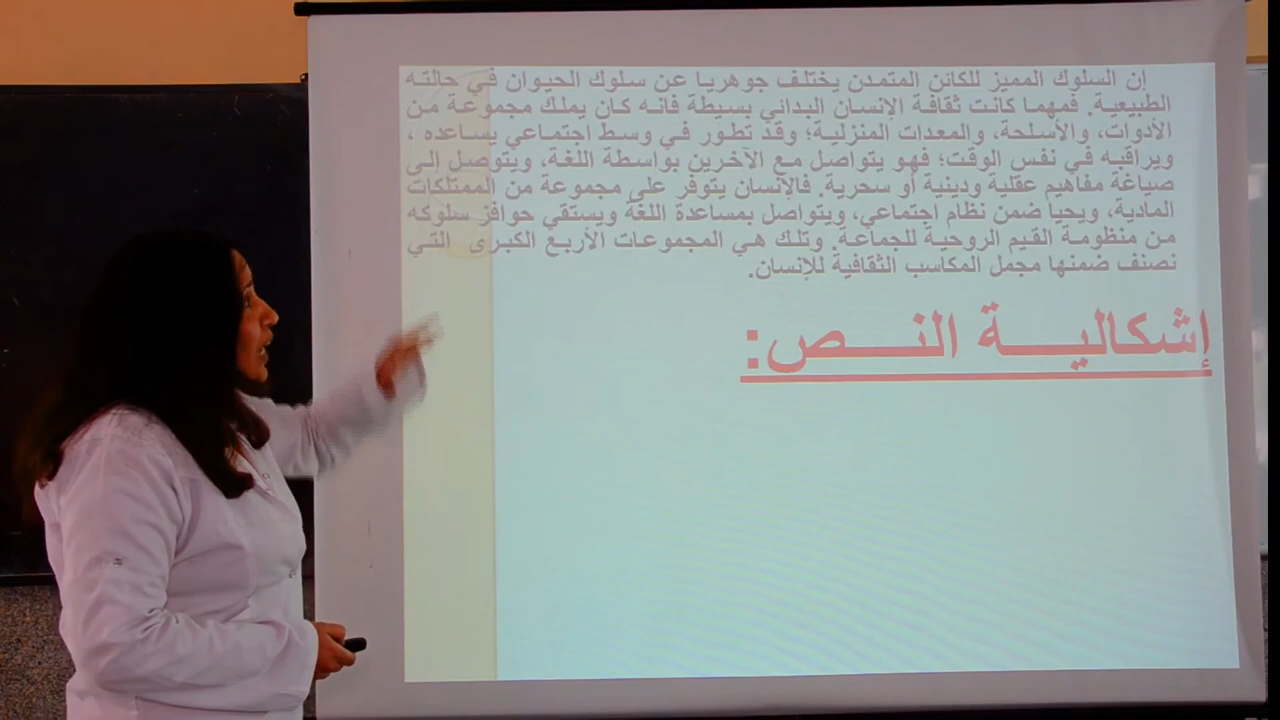 إن السلوك المميز للكائن المتمدن يختلف جوهريا عن سلوك الحيوان في حالته
الطبيعية. فمهما كانت ثقافة الإنسان البدائي بسيطة فانه كان يملك مجموعة من
الأدوات، والأسلحة، والمعدات المنزلية؛ وقد تطور في وسط اجتماعي يساعده ،
ويراقبه في نفس الوقت؛ فهو يتواصل مع الآخرين بواسطة اللغة، ويتوصل إلى
صياغة مفاهيم عقلية ودينية أو سحرية. فالإنسان يتوفر على مجموعة من الممتلكات
المادية، ويحيا ضمن نظام اجتماعي، ويتواصل بمساعدة اللغة ويستقي حوافز سلوكه
من منظومة القيم الروحية للجماعة. وتلك هي المجموعات الأربع الكبرى التي
نصنف ضمنها مجمل المكاسب الثقافية للإنسان.
إشكاليـة النـص: